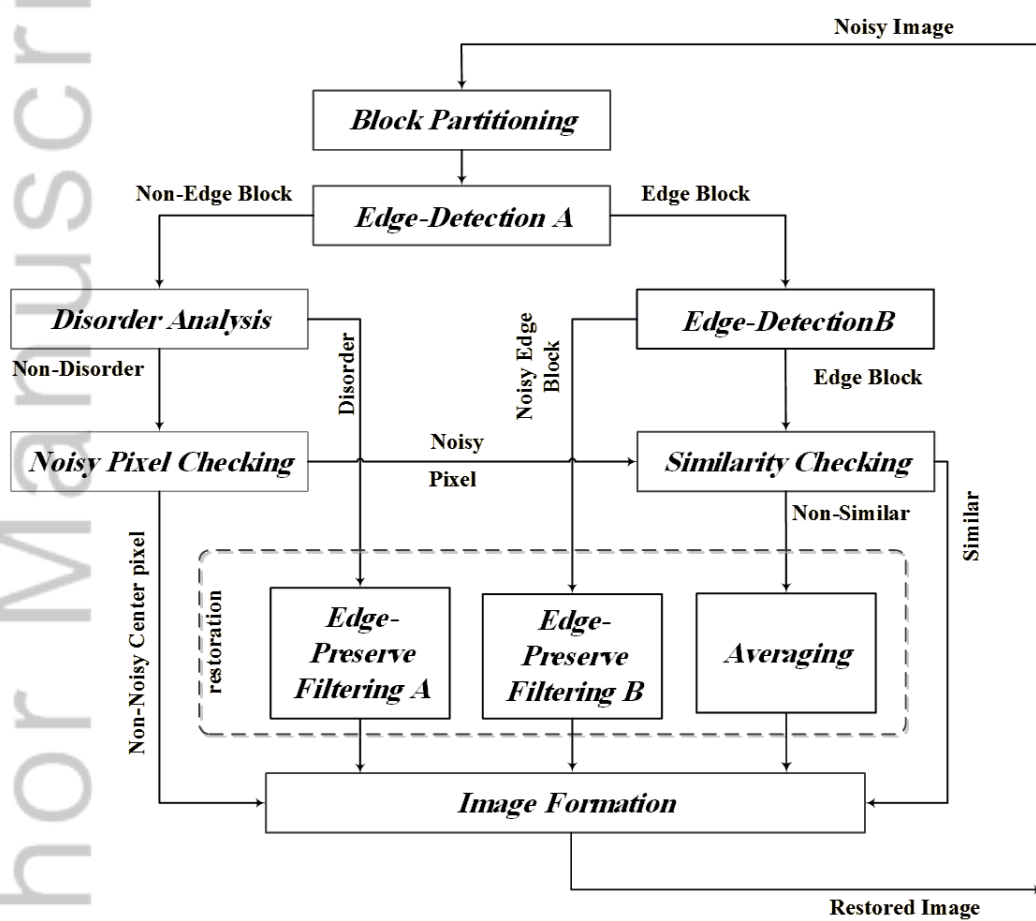 Noisy Image
Block Partitioning
Non-Edge Block
Edge Block
Edge-Detection A
Disorder Analysis
Edge-DetectionB
Non-Disorder
Disorder
Noisy Edge
Block
Edge Block
Noisy Pixel Checking
Noisy
Pixel
Similarity Checking
Non-Similar
Similar
Non-Noisy Center pixel
restoration
Edge-
Preserve
Filtering A
Edge-
Preserve
Filtering B
Averaging
Image Formation
Restored Image
hor Manuscri